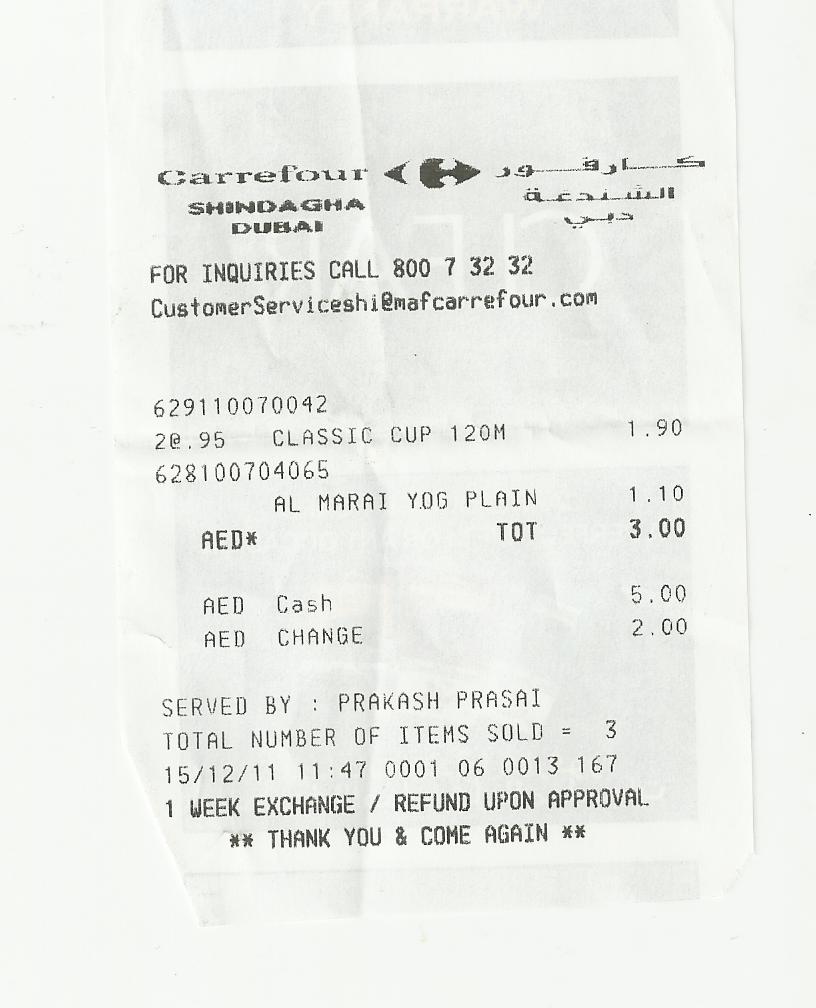 Carrefour كارفور
SHINDAGHA الشندغة
DUBAI دبي
FOR INQUIRIES CALL 800 7 32 32
CustomerServiceshi@mafcarrefour.com
629110070042
2@.95 CLASSIC CUP 120M 1.90
628100704065
AL MARAI YOG PLAIN 1.10
AED* TOT 3.00
AED Cash 5.00
AED CHANGE 2.00
SERVED BY : PRAKASH PRASAI
TOTAL NUMBER OF ITEMS SOLD = 3
15/12/11 11:47 0001 06 0013 167
1 WEEK EXCHANGE / REFUND UPON APPROVAL
** THANK YOU & COME AGAIN **